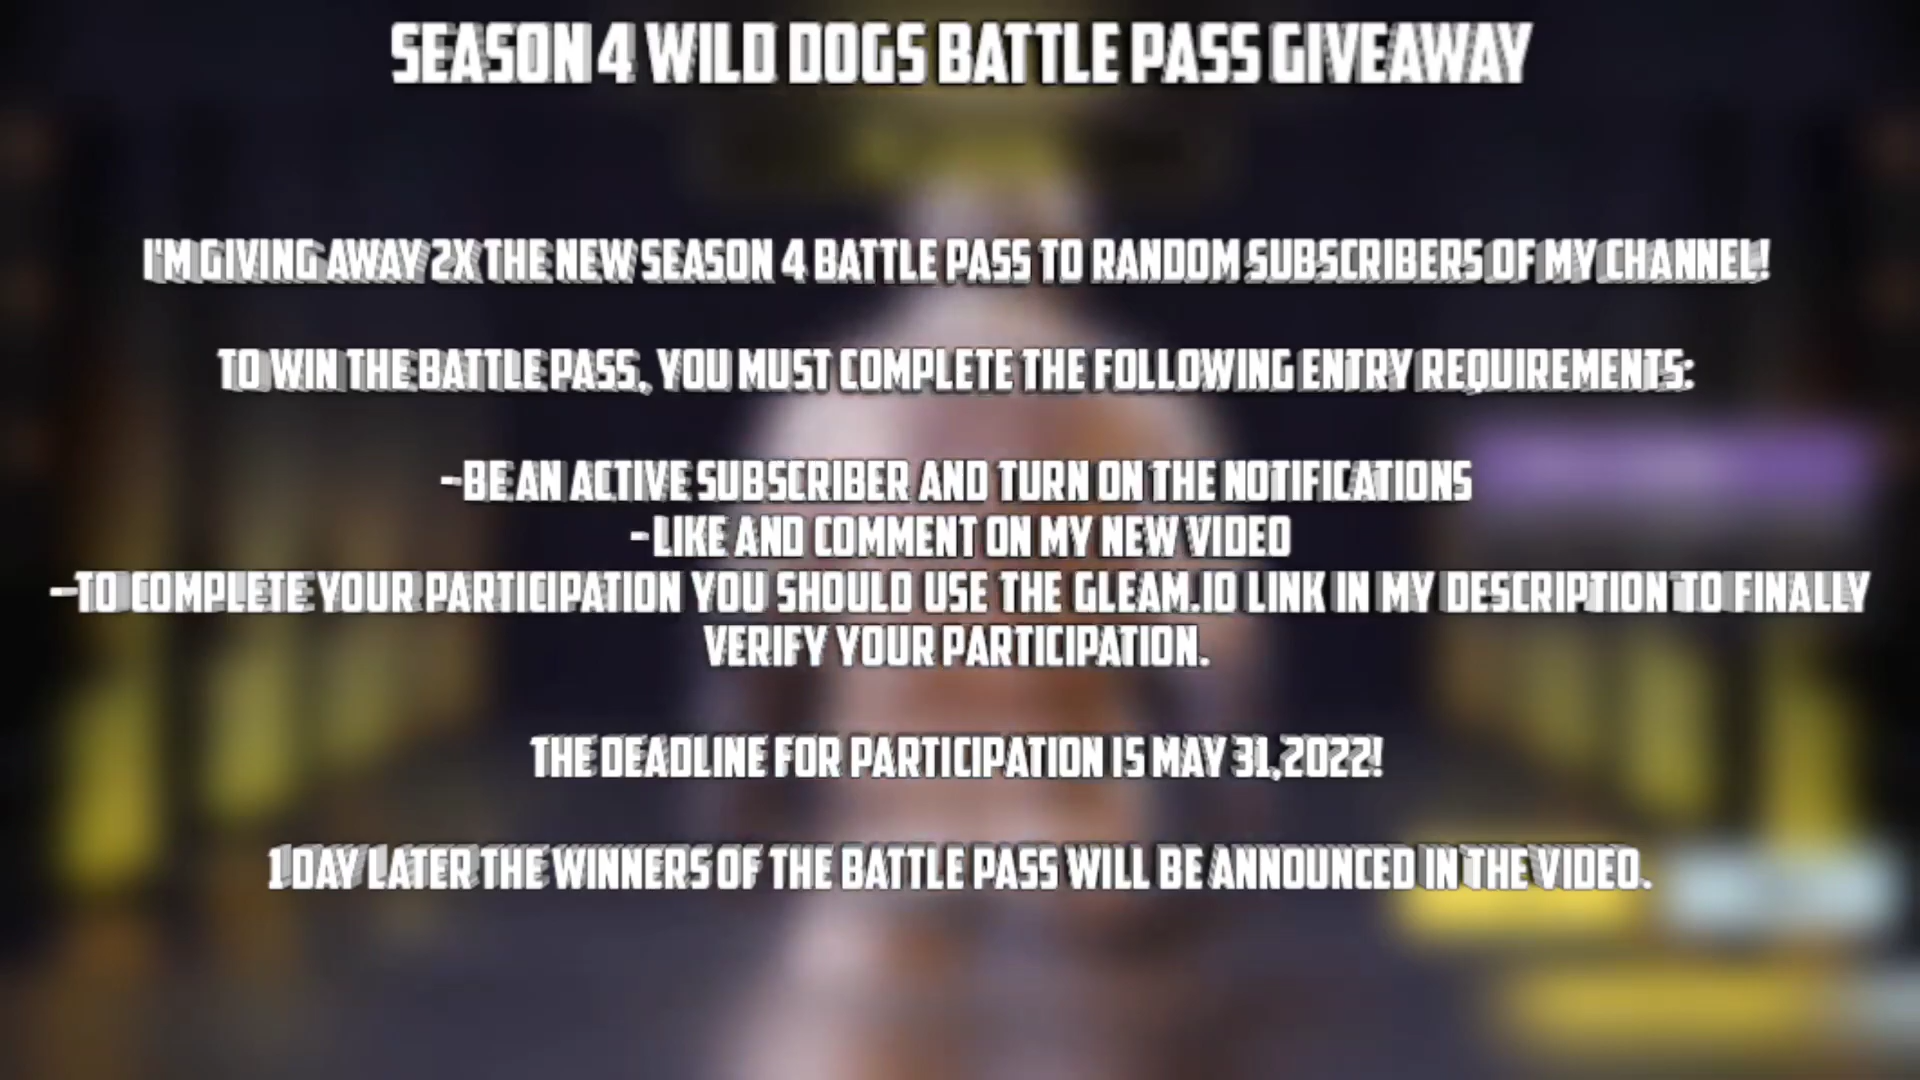 SEASON 4 WILD DOGS BATTLE PASS GIVEAWAY
I'M GIVING AWAY 2X THE NEW SEASON 4 BATTLE PASS TO RANDOM SUBSCRIBERS OF MY CHANNEL!
TO WIN THE BATTLE PASS, YOU MUST COMPLETE THE FOLLOWING ENTRY REQUIREMENTS:
-BE AN ACTIVE SUBSCRIBER AND TURN ON THE NOTIFICATIONS
-LIKE AND COMMENT ON MY NEW VIDEO
-TO COMPLETE YOUR PARTICIPATION YOU SHOULD USE THE GLEAM.IO LINK IN MY DESCRIPTION TO FINALLY
VERIFY YOUR PARTICIPATION.
THE DEADLINE FOR PARTICIPATION IS MAY 31,2022!
1 DAY LATER THE WINNERS OF THE BATTLE PASS WILL BE ANNOUNCED IN THE VIDEO.